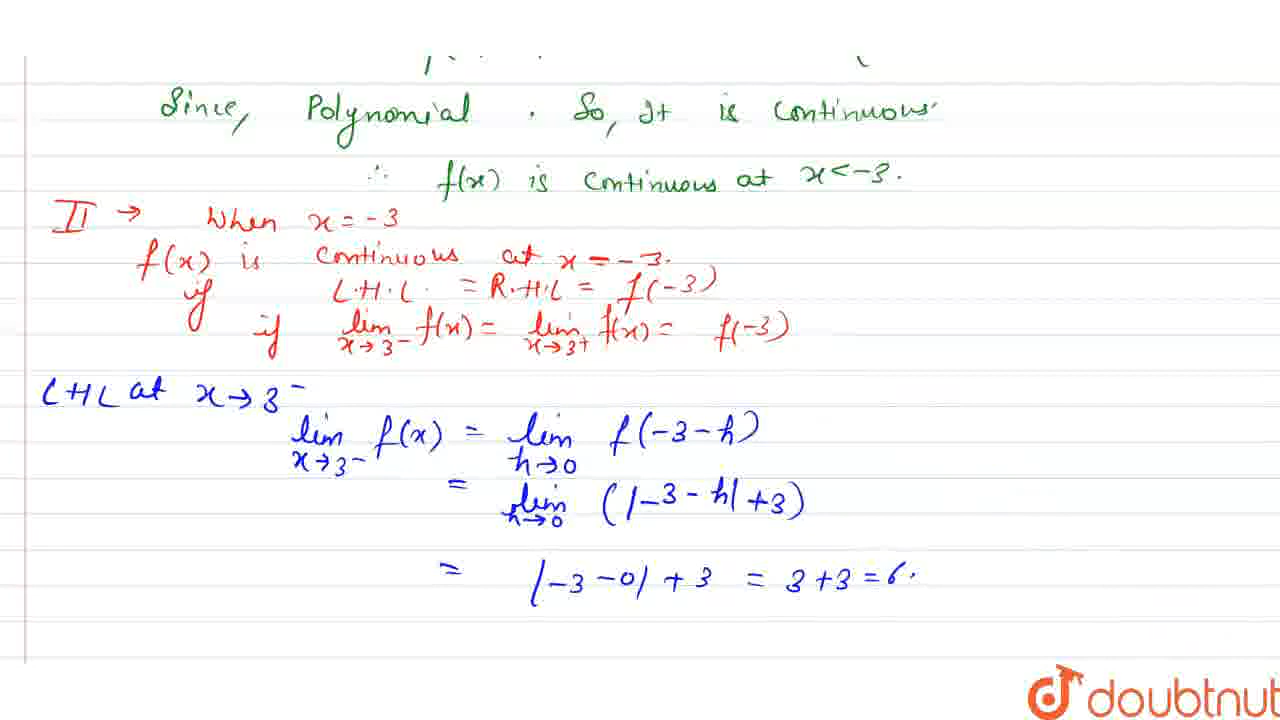 Since, Polynomial . So, It is continuous.
∴ f(x) is continuous at x < -3.
II → When x = -3
f(x) is continuous at x = -3.
if L.H.L. = R.H.L = f(-3)
if lim x→3- f(x) = lim x→3+ f(x) = f(-3)
LHL at x→3-
lim x→3- f(x) = lim h→0 f(-3-h)
= lim h→0 (|-3-h|+3)
= |-3-0|+3 = 3+3 = 6.
doubtnut